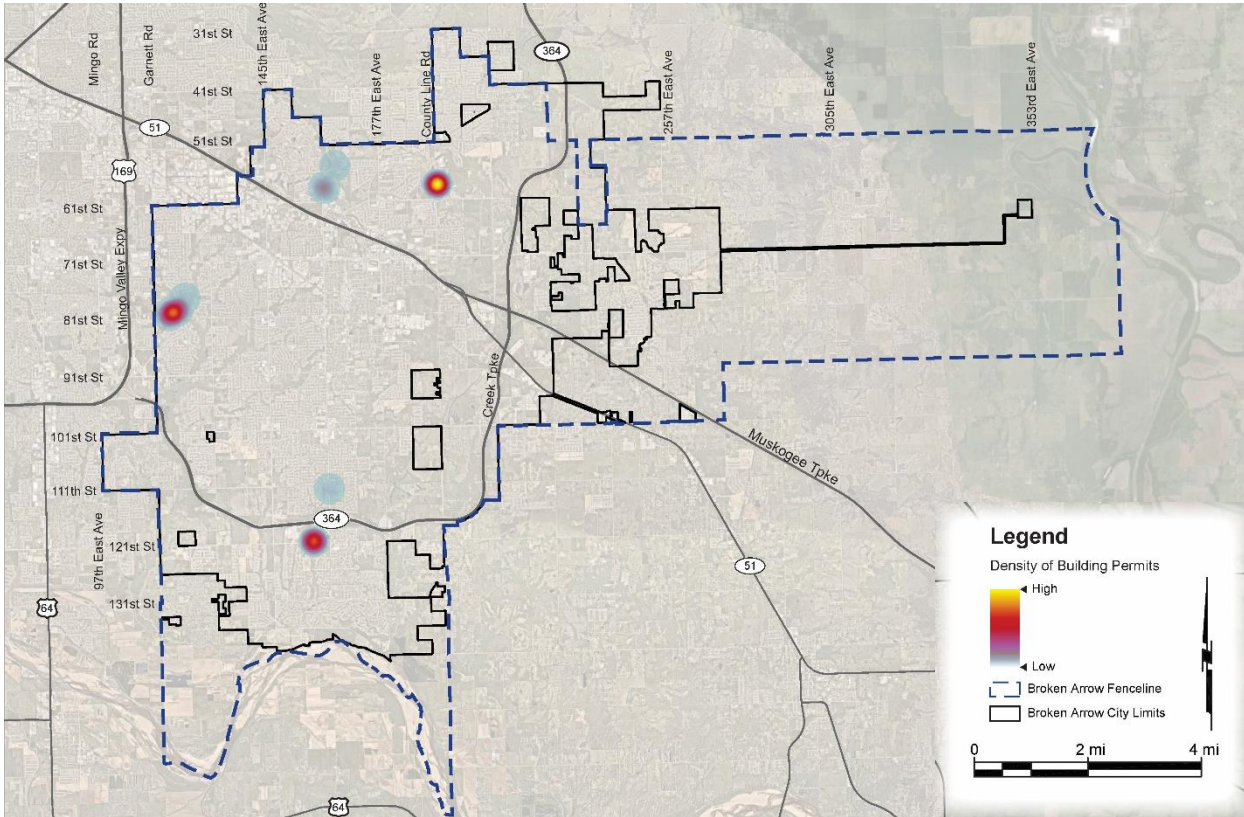 Mingo Rd
Garnett Rd
145th East Ave
177th East Ave
County Line Rd
257th East Ave
305th East Ave
353rd East Ave
31st St
364
41st St
51
51st St
169
61st St
71st St
Mingo Valley Expy
81st St
Creek Tpke
91st St
101st St
Muskogee Tpke
111th St
364
97th East Ave
121st St
51
131st St
64
64
Legend
Density of Building Permits
High
Low
Broken Arrow Fenceline
Broken Arrow City Limits
0 2 mi 4 mi
N